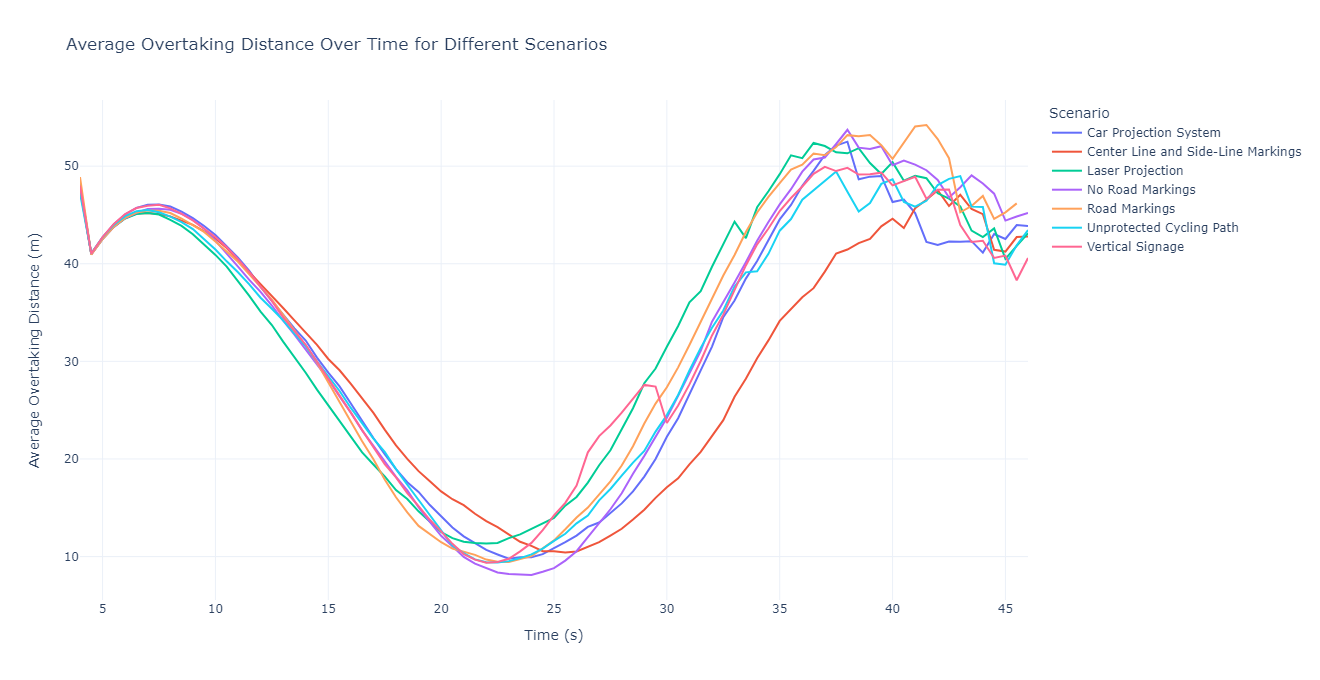 Average Overtaking Distance Over Time for Different Scenarios
Scenario
Car Projection System
Center Line and Side-Line Markings
Laser Projection
No Road Markings
Road Markings
Unprotected Cycling Path
Vertical Signage
Average Overtaking Distance (m)
50
40
30
20
10
5 10 15 20 25 30 35 40 45
Time (s)